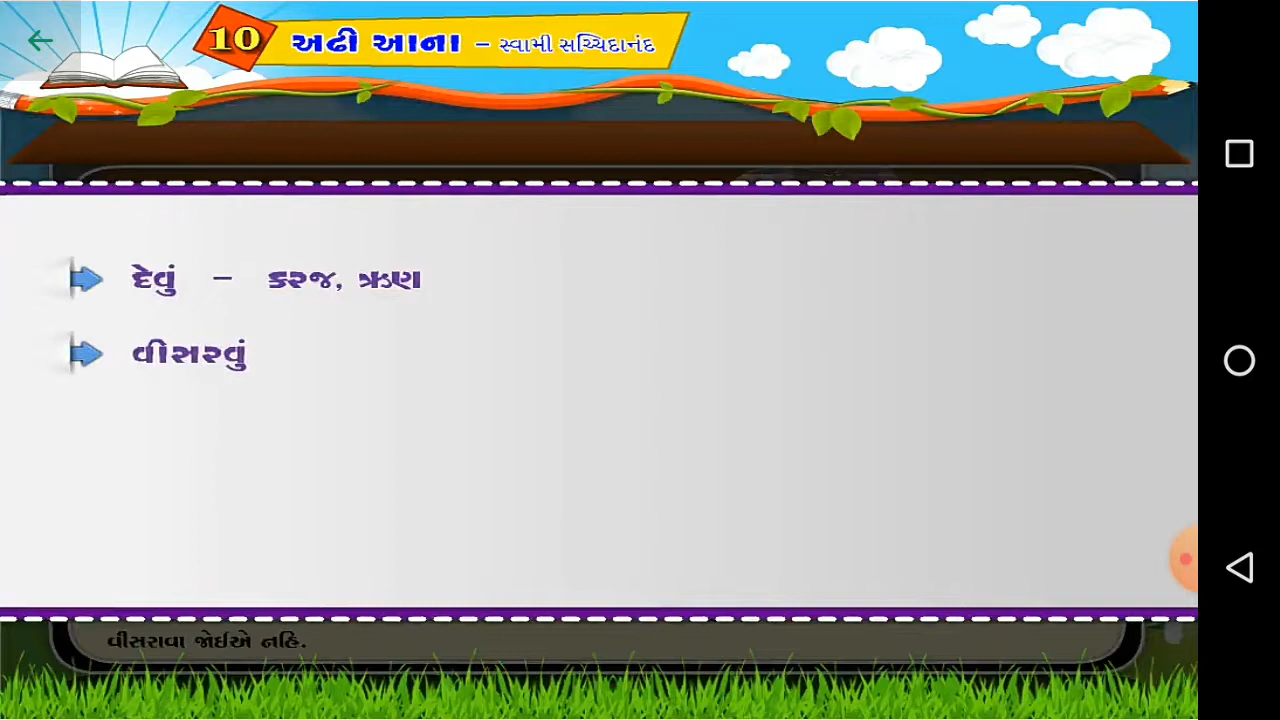 10 અઢી આના – સ્વામી સચ્ચિદાનંદ
દેવું – કરજ, ઋણ
વીસરવું
વીસરાવા જોઈએ નહિ.